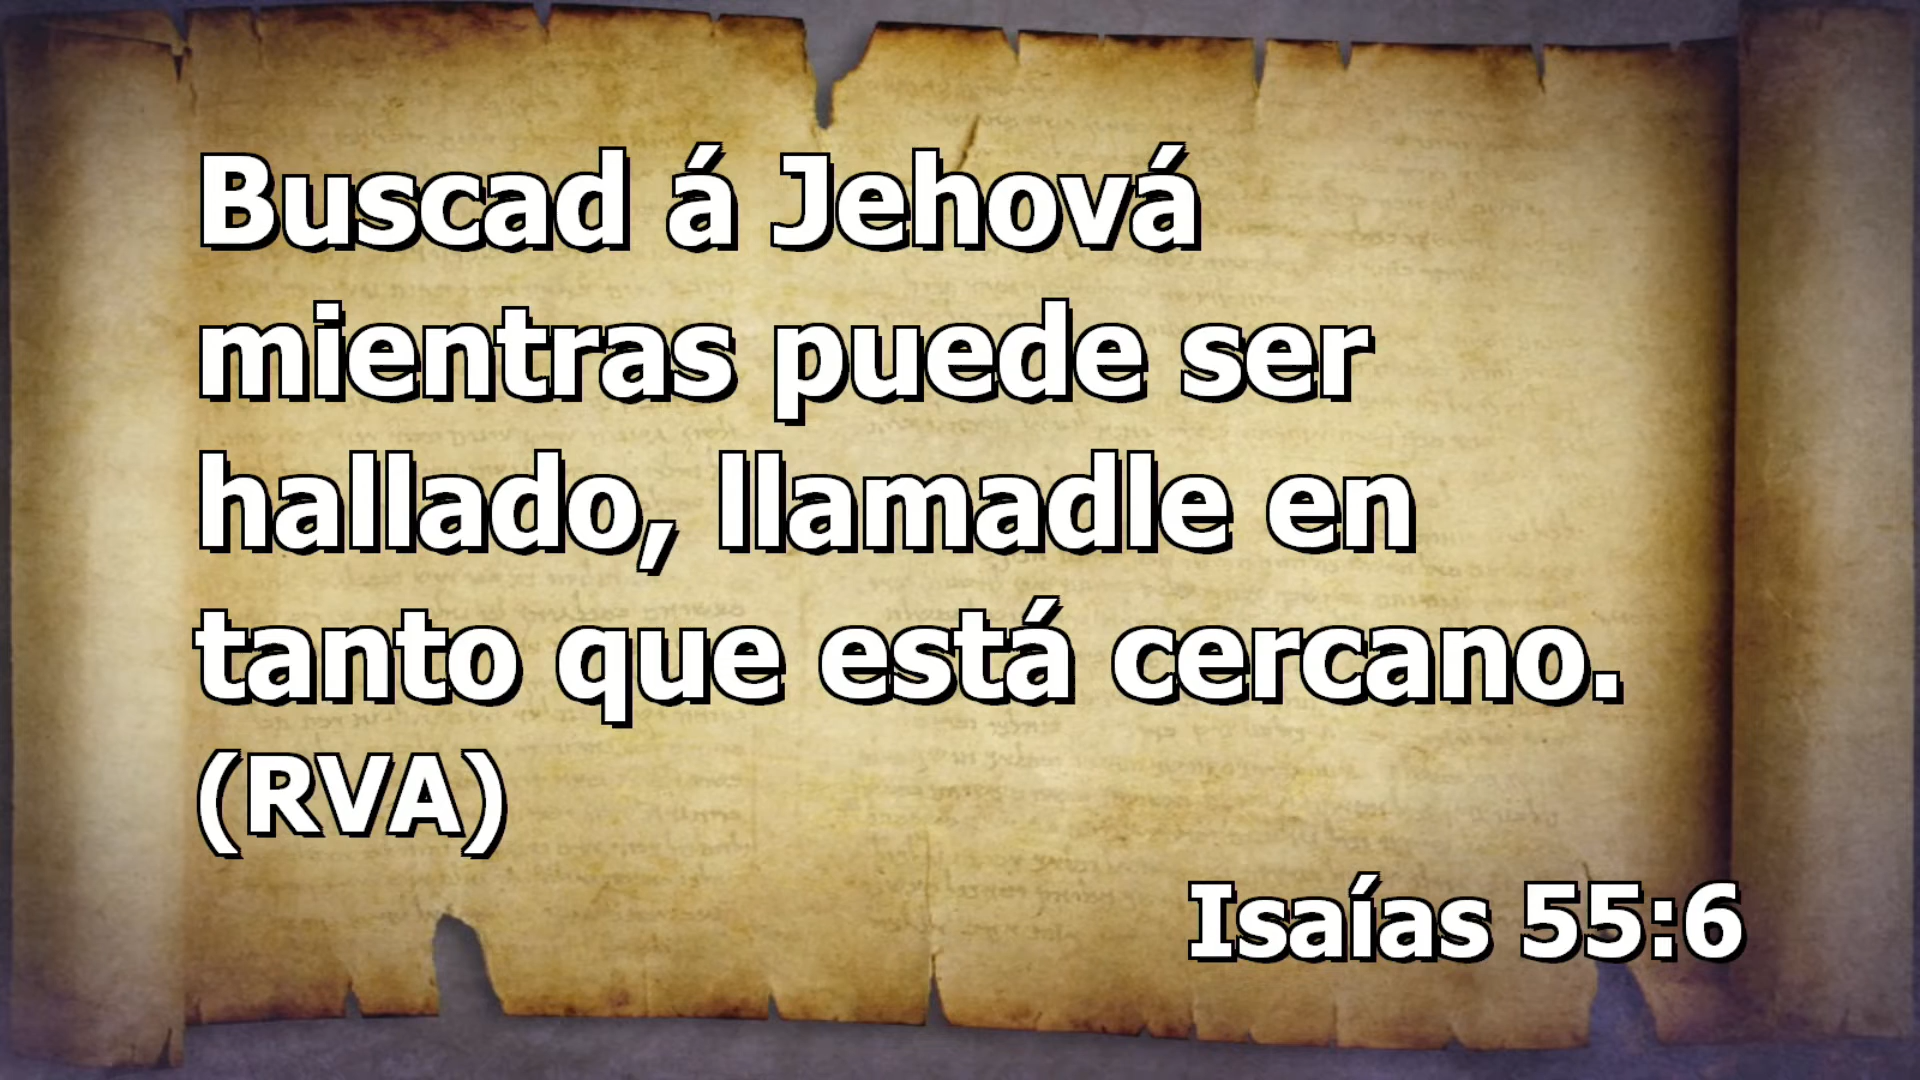 Buscad á Jehová
mientras puede ser
hallado, llamadle en
tanto que está cercano.
(RVA)
Isaías 55:6